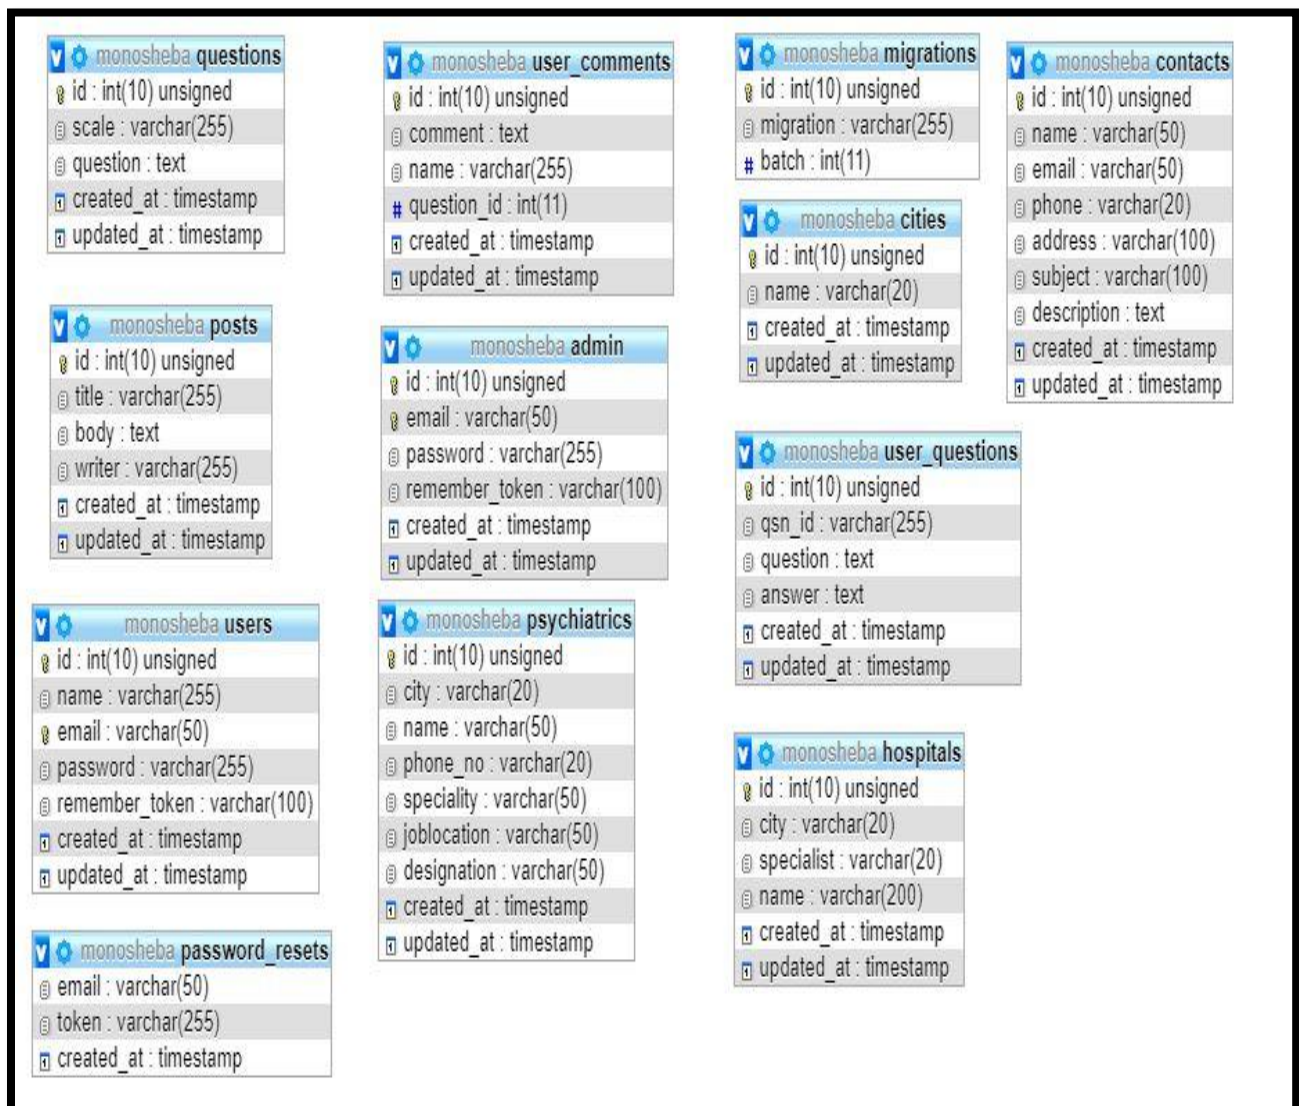 monosheba questions
id : int(10) unsigned
scale : varchar(255)
question : text
created_at : timestamp
updated_at : timestamp
monosheba posts
id : int(10) unsigned
title : varchar(255)
body : text
writer : varchar(255)
created_at : timestamp
updated_at : timestamp
monosheba users
id : int(10) unsigned
name : varchar(255)
email : varchar(50)
password : varchar(255)
remember_token : varchar(100)
created_at : timestamp
updated_at : timestamp
monosheba password_resets
email : varchar(50)
token : varchar(255)
created_at : timestamp
monosheba user_comments
id : int(10) unsigned
comment : text
name : varchar(255)
# question_id : int(11)
created_at : timestamp
updated_at : timestamp
monosheba admin
id : int(10) unsigned
email : varchar(50)
password : varchar(255)
remember_token : varchar(100)
created_at : timestamp
updated_at : timestamp
monosheba psychiatrics
id : int(10) unsigned
city : varchar(20)
name : varchar(50)
phone_no : varchar(20)
speciality : varchar(50)
joblocation : varchar(50)
designation : varchar(50)
created_at : timestamp
updated_at : timestamp
monosheba migrations
id : int(10) unsigned
migration : varchar(255)
# batch : int(11)
monosheba cities
id : int(10) unsigned
name : varchar(20)
created_at : timestamp
updated_at : timestamp
monosheba user_questions
id : int(10) unsigned
qsn_id : varchar(255)
question : text
answer : text
created_at : timestamp
updated_at : timestamp
monosheba hospitals
id : int(10) unsigned
city : varchar(20)
specialist : varchar(20)
name : varchar(200)
created_at : timestamp
updated_at : timestamp
monosheba contacts
id : int(10) unsigned
name : varchar(50)
email : varchar(50)
phone : varchar(20)
address : varchar(100)
subject : varchar(100)
description : text
created_at : timestamp
updated_at : timestamp